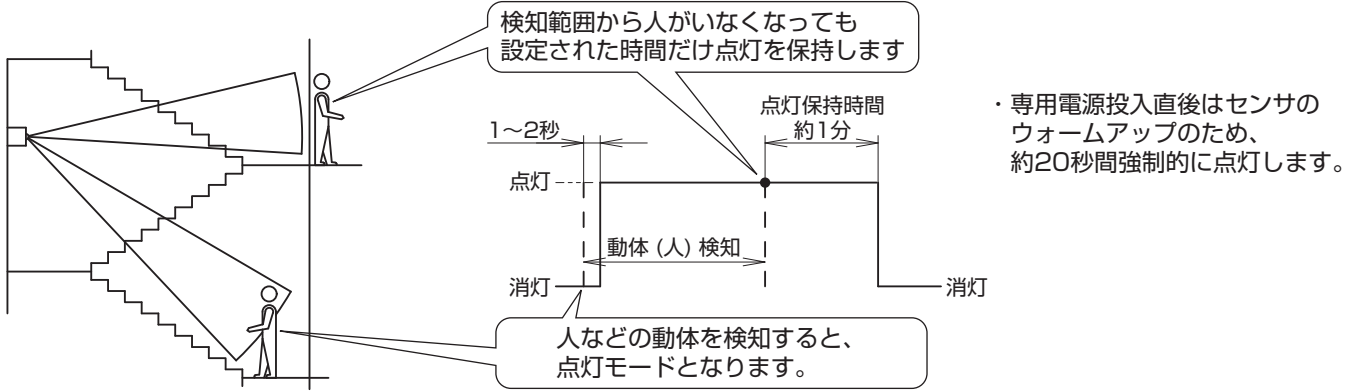 検知範囲から人がいなくなっても
設定された時間だけ点灯を保持します
点灯保持時間
約1分
1～2秒
点灯
動体 (人) 検知
消灯
消灯
人などの動体を検知すると、
点灯モードとなります。
・専用電源投入直後はセンサの
ウォームアップのため、
約20秒間強制的に点灯します。